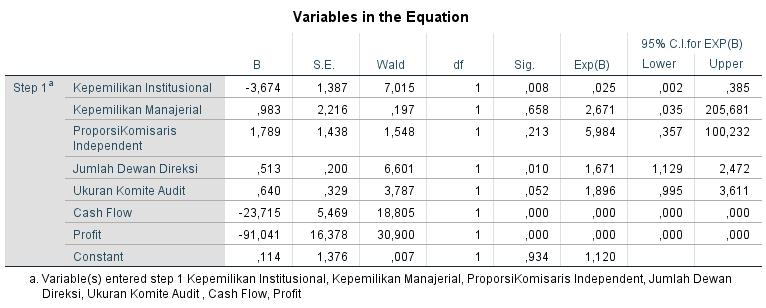 Variables in the Equation
95% C.I.for EXP(B)
B S.E. Wald df Sig. Exp(B) Lower Upper
Step 1a Kepemilikan Institusional -3,674 1,387 7,015 1 ,008 ,025 ,002 ,385
Kepemilikan Manajerial ,983 2,216 ,197 1 ,658 2,671 ,035 205,681
ProporsiKomisaris Independent 1,789 1,438 1,548 1 ,213 5,984 ,357 100,232
Jumlah Dewan Direksi ,513 ,200 6,601 1 ,010 1,671 1,129 2,472
Ukuran Komite Audit ,640 ,329 3,787 1 ,052 1,896 ,995 3,611
Cash Flow -23,715 5,469 18,805 1 ,000 ,000 ,000 ,000
Profit -91,041 16,378 30,900 1 ,000 ,000 ,000 ,000
Constant ,114 1,376 ,007 1 ,934 1,120
a. Variable(s) entered step 1 Kepemilikan Institusional, Kepemilikan Manajerial, ProporsiKomisaris Independent, Jumlah Dewan
Direksi, Ukuran Komite Audit , Cash Flow, Profit